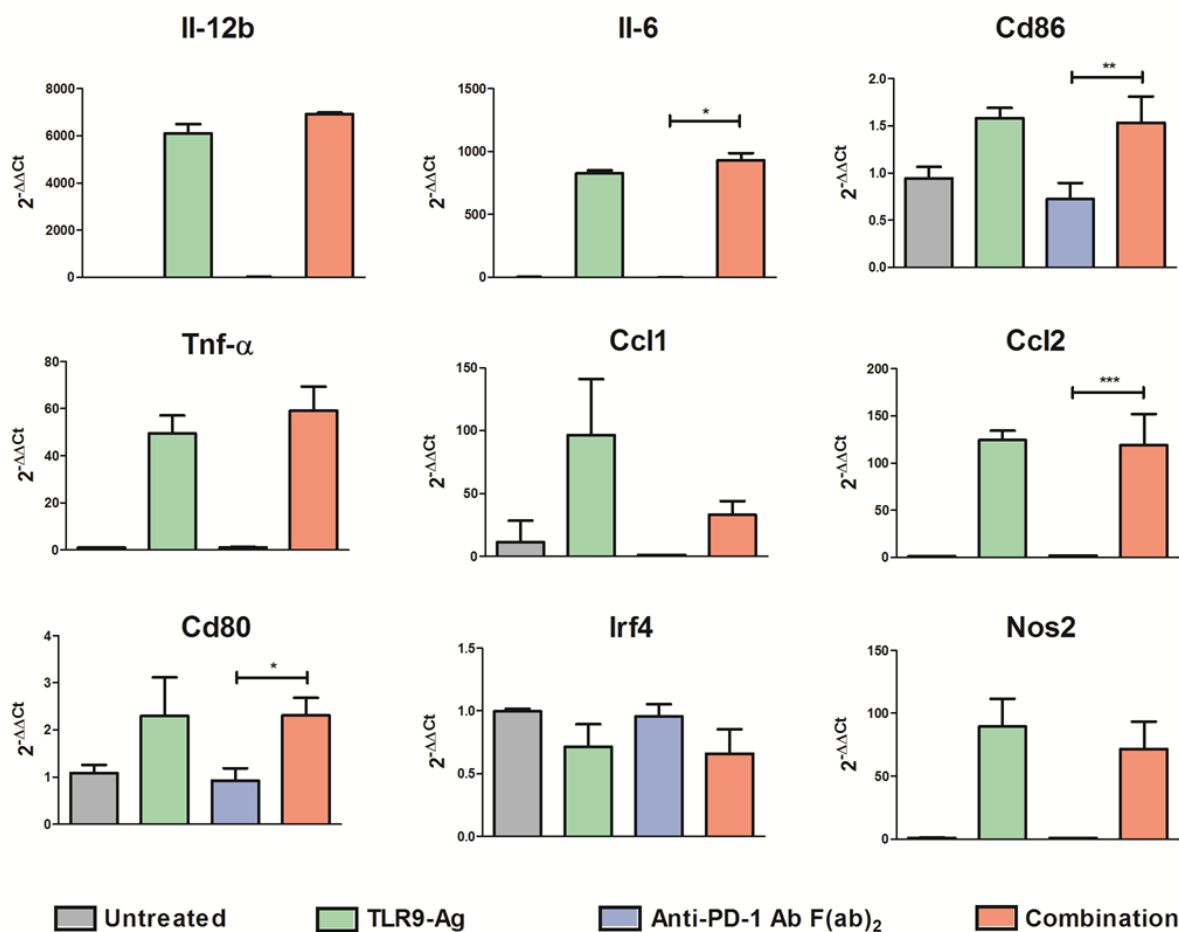 Il-12b
8000
6000
4000
2000
0
2^-ΔΔCt
Il-6
1500
1000
500
0
2^-ΔΔCt
*
Cd86
2.0
1.5
1.0
0.5
0.0
2^-ΔΔCt
**
Tnf-α
80
60
40
20
0
2^-ΔΔCt
Ccl1
150
100
50
0
2^-ΔΔCt
Ccl2
200
150
100
50
0
2^-ΔΔCt
***
Cd80
4
3
2
1
0
2^-ΔΔCt
*
Irf4
1.5
1.0
0.5
0.0
2^-ΔΔCt
Nos2
150
100
50
0
2^-ΔΔCt
Untreated
TLR9-Ag
Anti-PD-1 Ab F(ab)₂
Combination